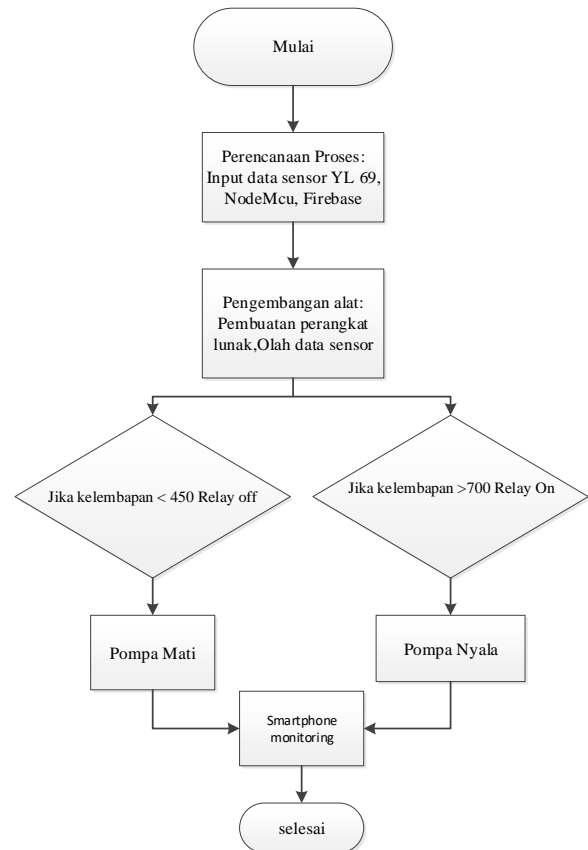 Mulai
Perencanaan Proses:
Input data sensor YL 69,
NodeMcu, Firebase
Pengembangan alat:
Pembuatan perangkat
lunak,Olah data sensor
Jika kelembapan < 450 Relay off
Jika kelembapan >700 Relay On
Pompa Mati
Pompa Nyala
Smartphone
monitoring
selesai